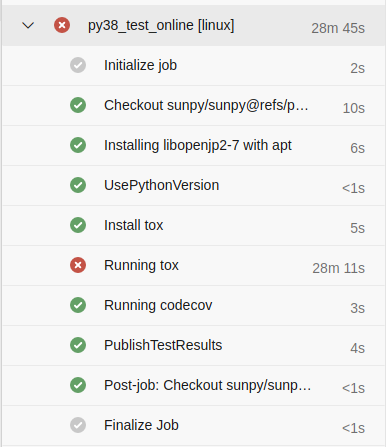 py38_test_online [linux] 28m 45s
Initialize job 2s
Checkout sunpy/sunpy@refs/p... 10s
Installing libopenjp2-7 with apt 6s
UsePythonVersion <1s
Install tox 5s
Running tox 28m 11s
Running codecov 3s
PublishTestResults 4s
Post-job: Checkout sunpy/sunp... <1s
Finalize Job <1s